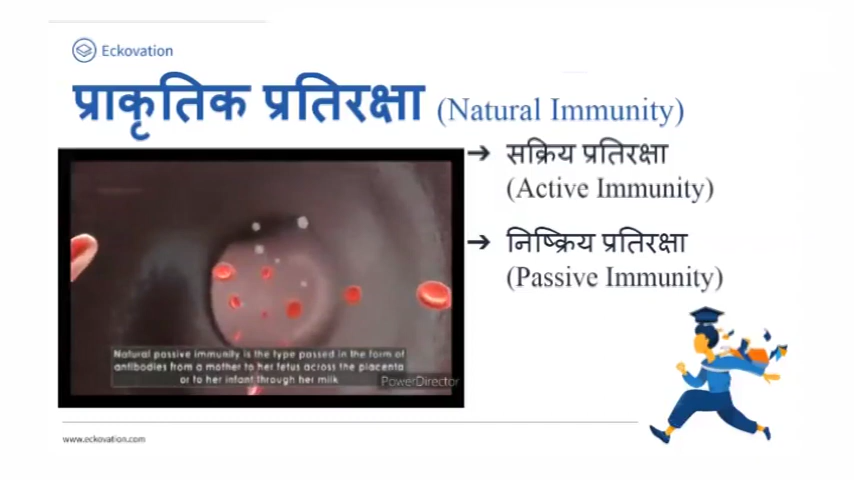 Eckovation
प्राकृतिक प्रतिरक्षा (Natural Immunity)
➔ सक्रिय प्रतिरक्षा
(Active Immunity)
➔ निष्क्रिय प्रतिरक्षा
(Passive Immunity)
Natural passive immunity is the type passed in the form of
antibodies from a mother to her fetus across the placenta
or to her infant through her milk
PowerDirector
www.eckovation.com